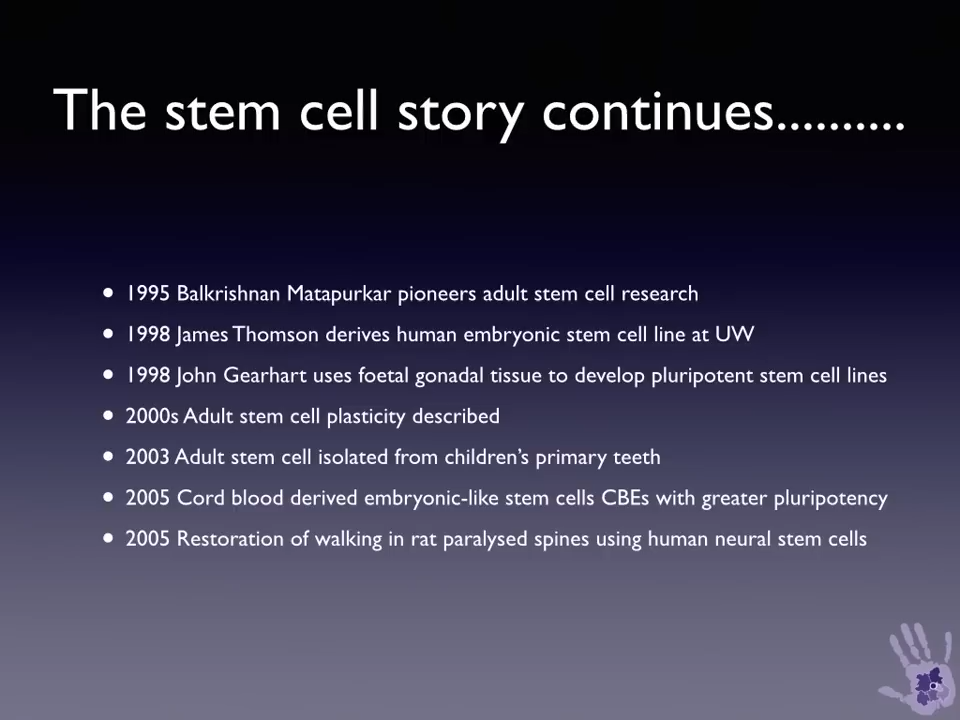 The stem cell story continues..........
• 1995 Balkrishnan Matapurkar pioneers adult stem cell research
• 1998 James Thomson derives human embryonic stem cell line at UW
• 1998 John Gearhart uses foetal gonadal tissue to develop pluripotent stem cell lines
• 2000s Adult stem cell plasticity described
• 2003 Adult stem cell isolated from children’s primary teeth
• 2005 Cord blood derived embryonic-like stem cells CBEs with greater pluripotency
• 2005 Restoration of walking in rat paralysed spines using human neural stem cells